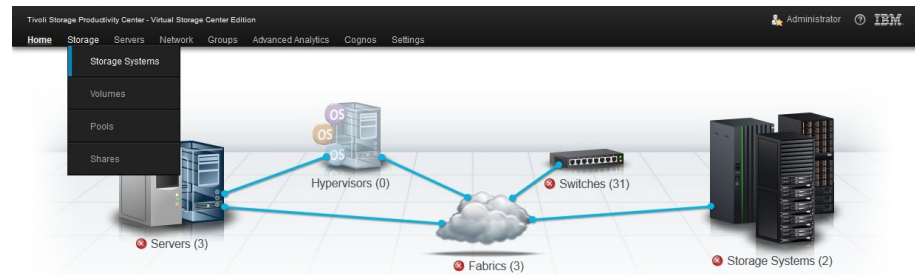 Tivoli Storage Productivity Center - Virtual Storage Center Edition
Administrator ? IBM
Home Storage Servers Network Groups Advanced Analytics Cognos Settings
Storage Systems
Volumes
Pools
Shares
OS
OS
OS
Hypervisors (0)
Switches (31)
Servers (3)
Fabrics (3)
Storage Systems (2)